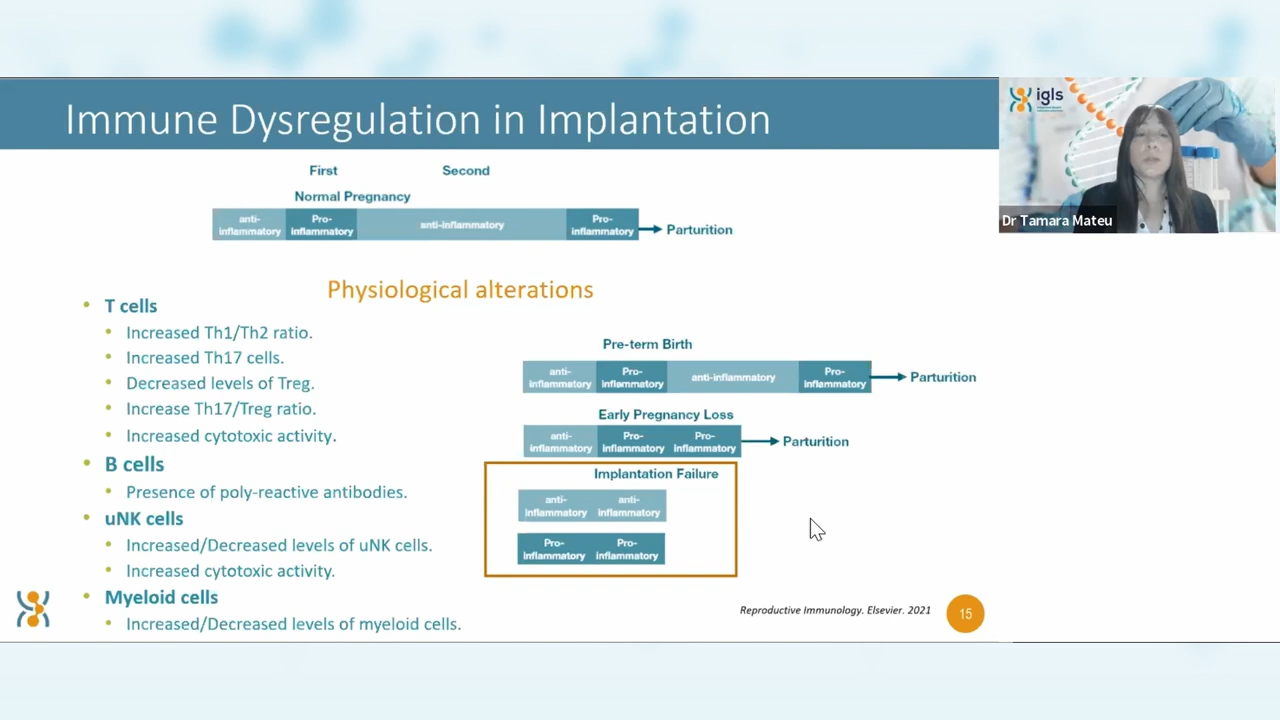 Immune Dysregulation in Implantation
igls
Dr Tamara Mateu
First Second
Normal Pregnancy
anti-inflammatory
Pro-inflammatory
anti-inflammatory
Pro-inflammatory
Parturition
Physiological alterations
• T cells
• Increased Th1/Th2 ratio.
• Increased Th17 cells.
• Decreased levels of Treg.
• Increase Th17/Treg ratio.
• Increased cytotoxic activity.
• B cells
• Presence of poly-reactive antibodies.
• uNK cells
• Increased/Decreased levels of uNK cells.
• Increased cytotoxic activity.
• Myeloid cells
• Increased/Decreased levels of myeloid cells.
Pre-term Birth
anti-inflammatory
Pro-inflammatory
anti-inflammatory
Pro-inflammatory
Parturition
Early Pregnancy Loss
anti-inflammatory
Pro-inflammatory
Pro-inflammatory
Parturition
Implantation Failure
anti-inflammatory
anti-inflammatory
Pro-inflammatory
Pro-inflammatory
Reproductive Immunology. Elsevier. 2021
15